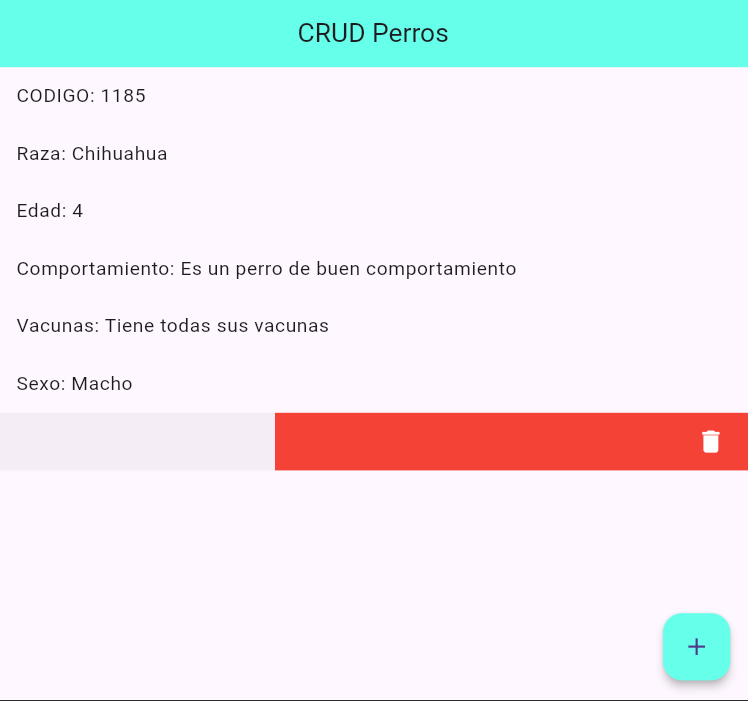 CRUD Perros
CODIGO: 1185
Raza: Chihuahua
Edad: 4
Comportamiento: Es un perro de buen comportamiento
Vacunas: Tiene todas sus vacunas
Sexo: Macho